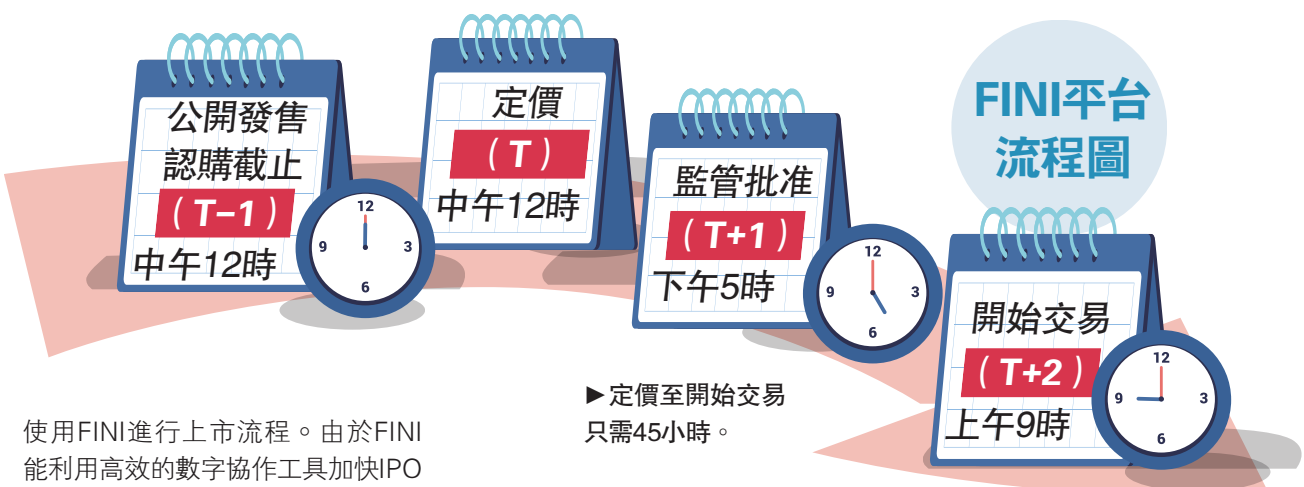 FINI平台
流程圖
公開發售
認購截止
（T−1）
中午12時
12
3
6
9
定價
（T）
中午12時
監管批准
（T+1）
下午5時
12
3
6
9
開始交易
（T+2）
上午9時
12
3
6
9
▶定價至開始交易
只需45小時。
使用FINI進行上市流程。由於FINI
能利用高效的數字協作工具加快IPO